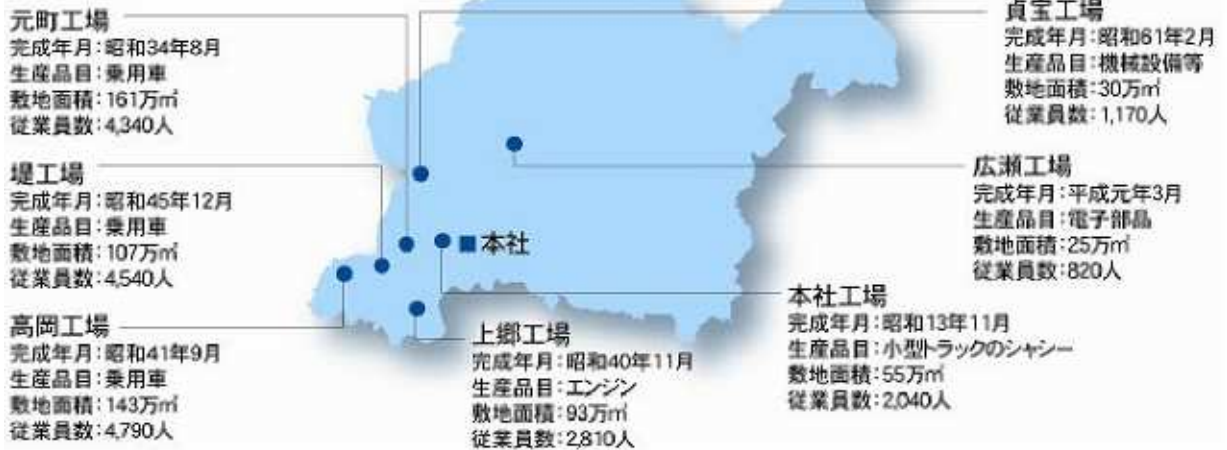 元町工場
完成年月:昭和34年8月
生産品目:乗用車
敷地面積:161万㎡
従業員数:4,340人
堤工場
完成年月:昭和45年12月
生産品目:乗用車
敷地面積:107万㎡
従業員数:4,540人
高岡工場
完成年月:昭和41年9月
生産品目:乗用車
敷地面積:143万㎡
従業員数:4,790人
本社
上郷工場
完成年月:昭和40年11月
生産品目:エンジン
敷地面積:93万㎡
従業員数:2,810人
貞宝工場
完成年月:昭和61年2月
生産品目:機械設備等
敷地面積:30万㎡
従業員数:1,170人
広瀬工場
完成年月:平成元年3月
生産品目:電子部品
敷地面積:25万㎡
従業員数:820人
本社工場
完成年月:昭和13年11月
生産品目:小型トラックのシャシー
敷地面積:55万㎡
従業員数:2,040人